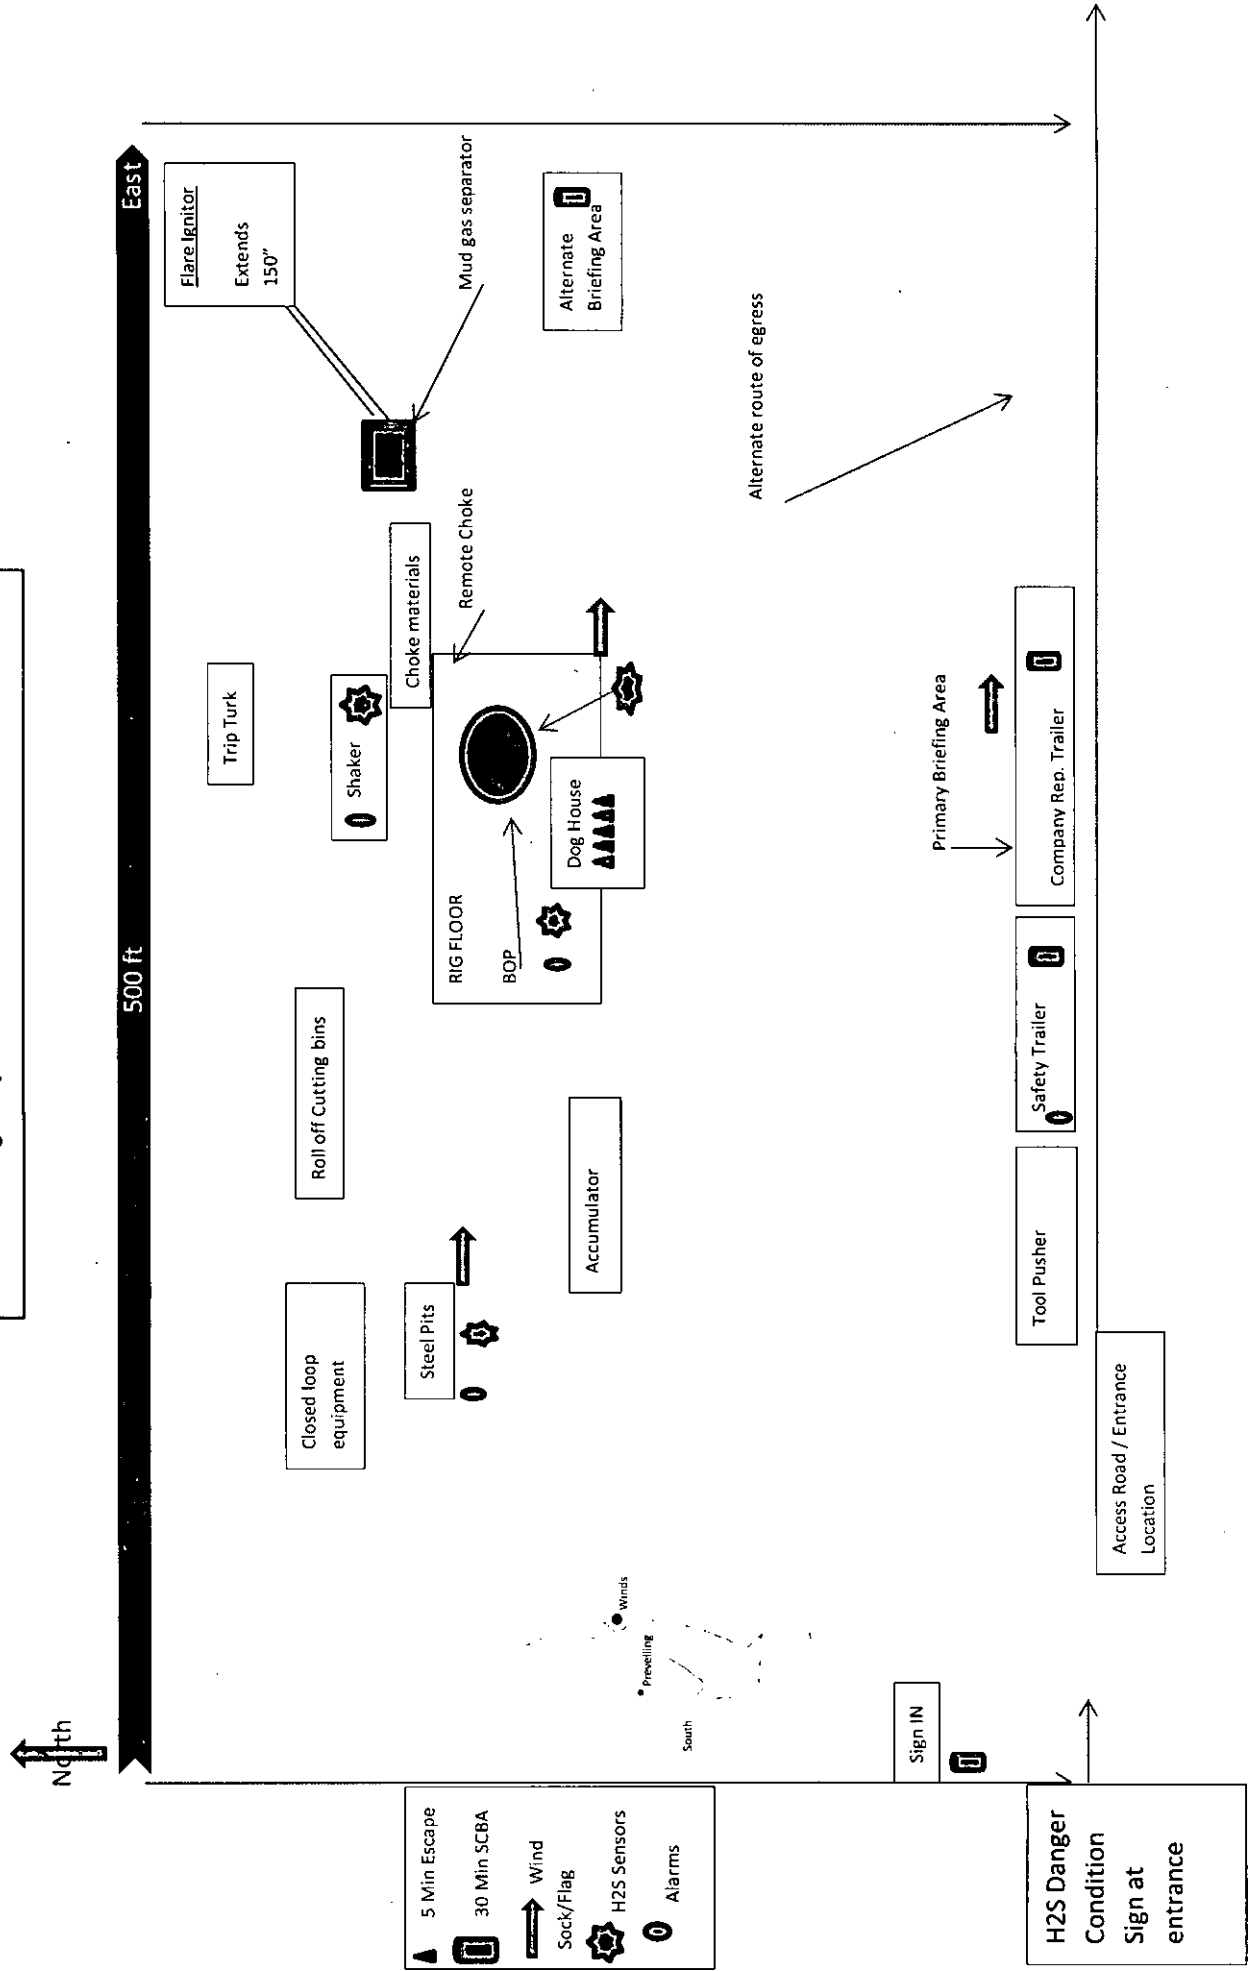 North
500 ft
East
Flare Ignitor
Extends
150"
Mud gas separator
Alternate
Briefing Area
Trip Turk
Shaker
Choke materials
Remote Choke
Roll off Cutting bins
RIG FLOOR
BOP
Dog House
Closed loop
equipment
Steel Pits
Accumulator
Alternate route of egress
Primary Briefing Area
Company Rep. Trailer
Safety Trailer
Tool Pusher
Access Road / Entrance
Location
Winds
Prevelling
South
Sign IN
5 Min Escape
30 Min SCBA
Wind
Sock/Flag
H2S Sensors
Alarms
H2S Danger
Condition
Sign at
entrance